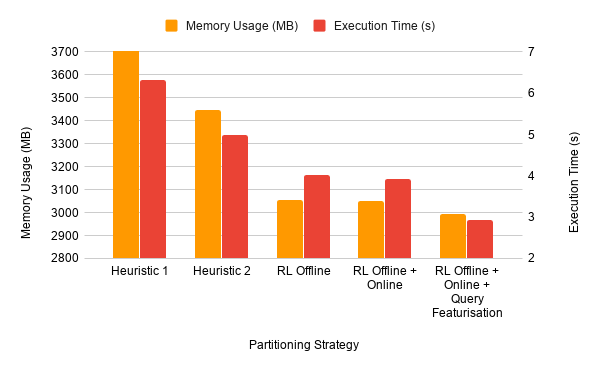 Memory Usage (MB) Execution Time (s)
3700
3600
3500
3400
3300
3200
3100
3000
2900
2800
Memory Usage (MB)
7
6
5
4
3
2
Execution Time (s)
Heuristic 1
Heuristic 2
RL Offline
RL Offline +
Online
RL Offline +
Online +
Query
Featurisation
Partitioning Strategy